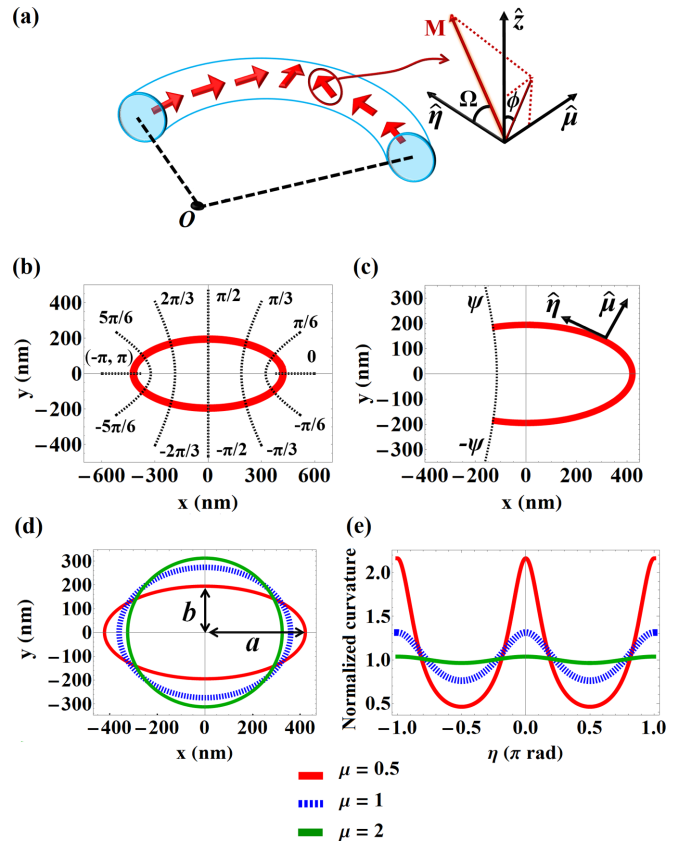 (a)
M
ẑ
Ω
ϕ
η̂
μ̂
O
(b)
400
200
0
−200
−400
y (nm)
2π/3
π/2
π/3
5π/6
π/6
(-π, π)
0
-5π/6
-π/6
-2π/3
-π/2
-π/3
−600
−300
0
300
600
x (nm)
(c)
300
200
100
0
−100
−200
−300
y (nm)
ψ
η̂
μ̂
-ψ
−400
−200
0
200
400
x (nm)
(d)
300
200
100
0
−100
−200
−300
y (nm)
b
a
−400
−200
0
200
400
x (nm)
(e)
Normalized curvature
2.0
1.5
1.0
0.5
−1.0
−0.5
0.0
0.5
1.0
η (π rad)
μ = 0.5
μ = 1
μ = 2